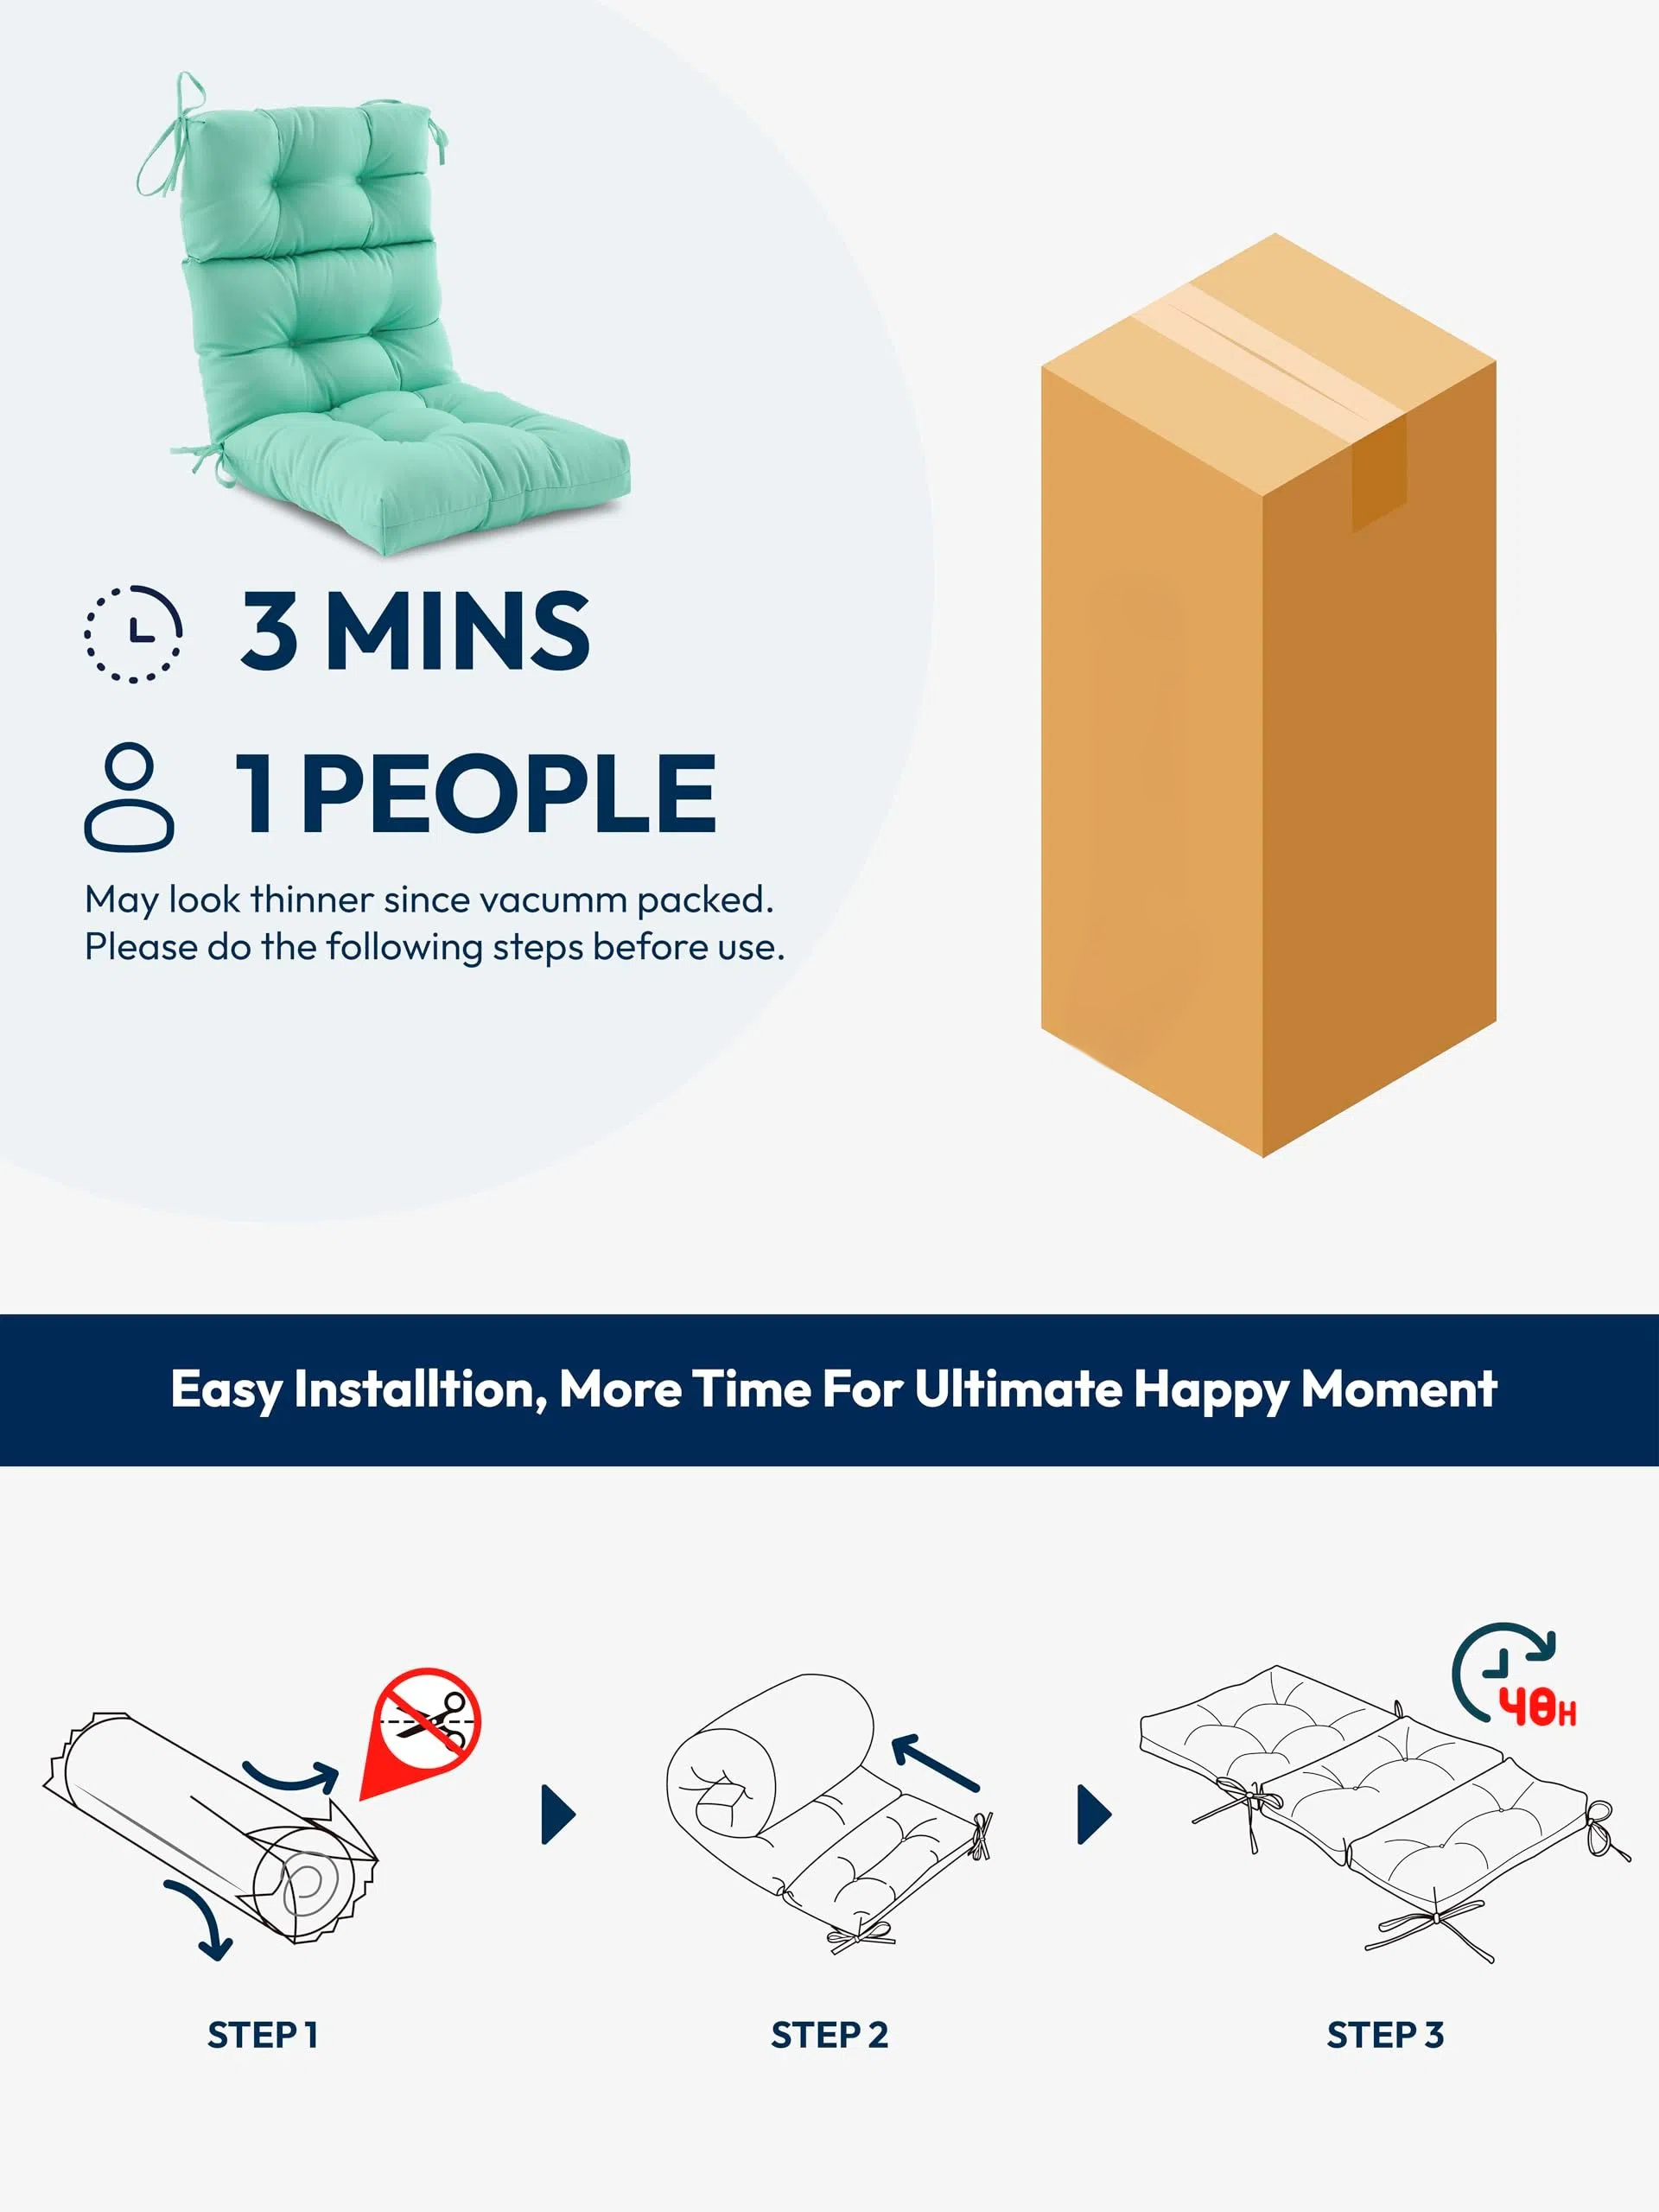 3 MINS
1 PEOPLE
May look thinner since vacumm packed.
Please do the following steps before use.
Easy Installtion, More Time For Ultimate Happy Moment
STEP 1
STEP 2
STEP 3